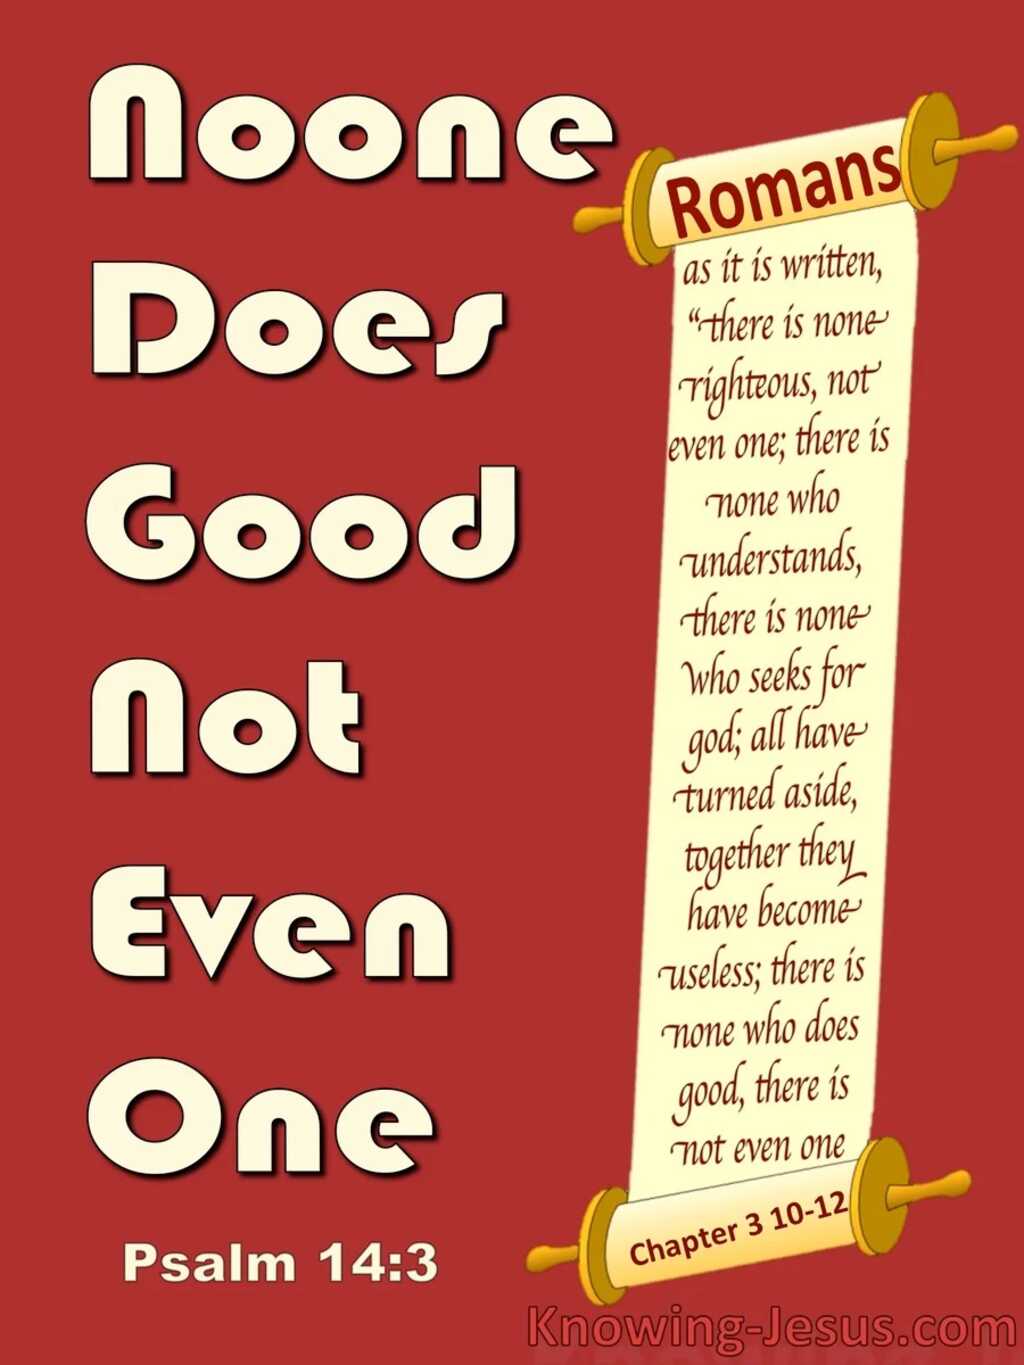 Noone
Does
Good
Not
Even
One
Psalm 14:3
Romans
as it is written,
“there is none
righteous, not
even one; there is
none who
understands,
there is none
who seeks for
god; all have
turned aside,
together they
have become
useless; there is
none who does
good, there is
not even one
Chapter 3 10-12
Knowing-Jesus.com